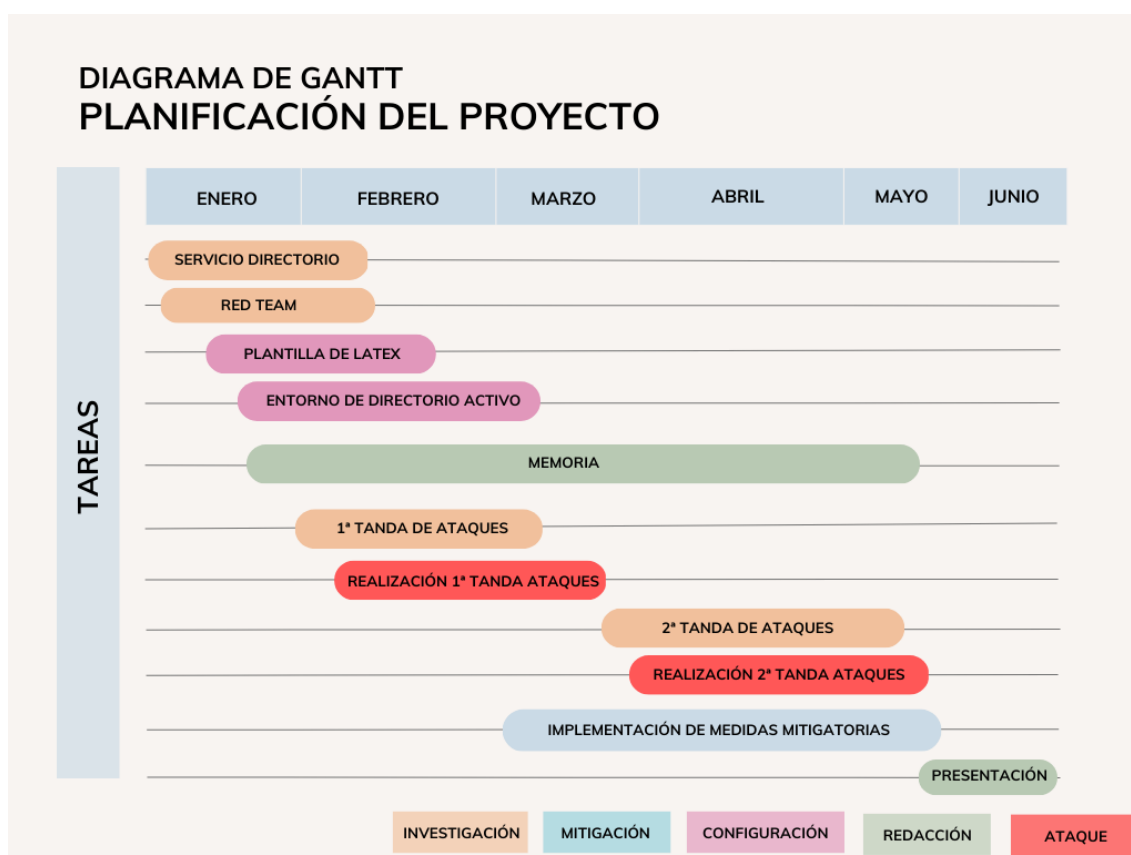 DIAGRAMA DE GANTT
PLANIFICACIÓN DEL PROYECTO
TAREAS
ENERO
FEBRERO
MARZO
ABRIL
MAYO
JUNIO
SERVICIO DIRECTORIO
RED TEAM
PLANTILLA DE LATEX
ENTORNO DE DIRECTORIO ACTIVO
MEMORIA
1ª TANDA DE ATAQUES
REALIZACIÓN 1ª TANDA ATAQUES
2ª TANDA DE ATAQUES
REALIZACIÓN 2ª TANDA ATAQUES
IMPLEMENTACIÓN DE MEDIDAS MITIGATORIAS
PRESENTACIÓN
INVESTIGACIÓN
MITIGACIÓN
CONFIGURACIÓN
REDACCIÓN
ATAQUE